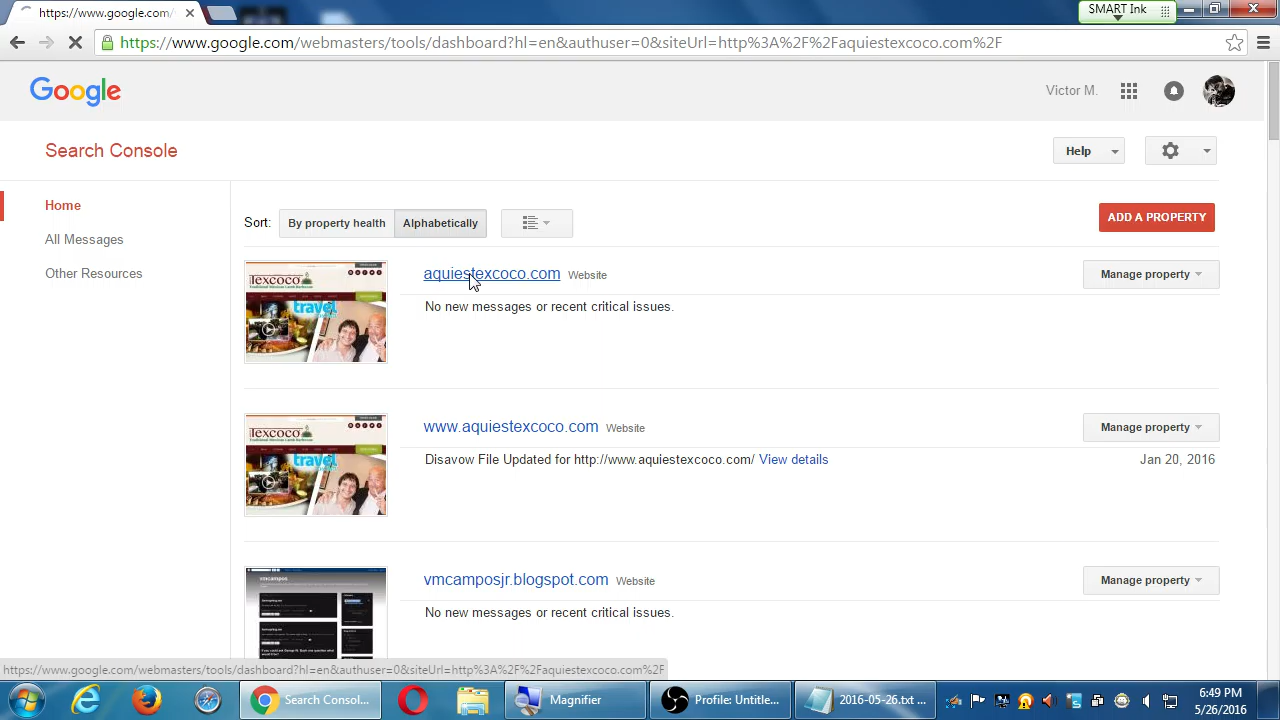 https://www.google.com/
SMART Ink
https://www.google.com/webmasters/tools/dashboard?hl=en&authuser=0&siteUrl=http%3A%2F%2Faquiestexcoco.com%2F
Google
Victor M.
Search Console
Help
Home
All Messages
Other Resources
Sort:
By property health
Alphabetically
ADD A PROPERTY
aquiestexcoco.com Website
Manage property
No new messages or recent critical issues.
Texcoco
travel
www.aquiestexcoco.com Website
Manage property
Disavow file Updated for http://www.aquiestexcoco.com/ View details
Jan 20, 2016
Texcoco
travel
vmcamposjr.blogspot.com Website
Manage property
No new messages or recent critical issues.
vmcampos
https://www.google.com/webmasters/tools/dashboard?hl=en&authuser=0&siteUrl=http%3A%2F%2Faquiestexcoco.com%2F
Search Consol...
Magnifier
Profile: Untitle...
2016-05-26.txt ...
6:49 PM
5/26/2016